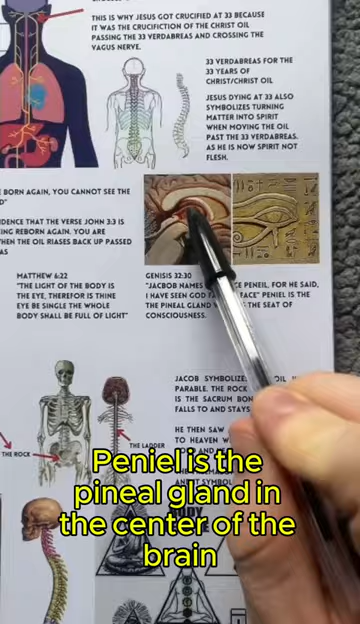 THIS IS WHY JESUS GOT CRUCIFIED AT 33 BECAUSE
IT WAS THE CRUCIFICTION OF THE CHRIST OIL
PASSING THE 33 VERDABREAS AND CROSSING THE
VAGUS NERVE.
33 VERDABREAS FOR THE
33 YEARS OF
CHRIST/CHRIST OIL
JESUS DYING AT 33 ALSO
SYMBOLIZES TURNING
MATTER INTO SPIRIT
WHEN MOVING THE OIL
PAST THE 33 VERDABREAS.
AS HE IS NOW SPIRIT NOT
FLESH.
BORN AGAIN, YOU CANNOT SEE THE
IDENCE THAT THE VERSE JOHN 3:3 IS
ING REBORN AGAIN. YOU ARE
HEN THE OIL RIASES BACK UP PASSED
AS
MATTHEW 6:22
"THE LIGHT OF THE BODY IS
THE EYE, THEREFOR IS THINE
EYE BE SINGLE THE WHOLE
BODY SHALL BE FULL OF LIGHT"
GENISIS 32:30
"JACBOB NAMES CE PENEIL, FOR HE SAID,
I HAVE SEEN GOD FA FACE" PENIEL IS THE
THE PINEAL GLAND THE SEAT OF
CONSCIOUSNESS.
JACOB SYMBOLIZE OIL
PARABLE. THE ROCK
IS THE SACRUM BON
FALLS TO AND STAYS
THE LADDER
THE ROCK
HE THEN SAW
TO HEAVEN
Peniel is the
pineal gland in
the center of the
brain